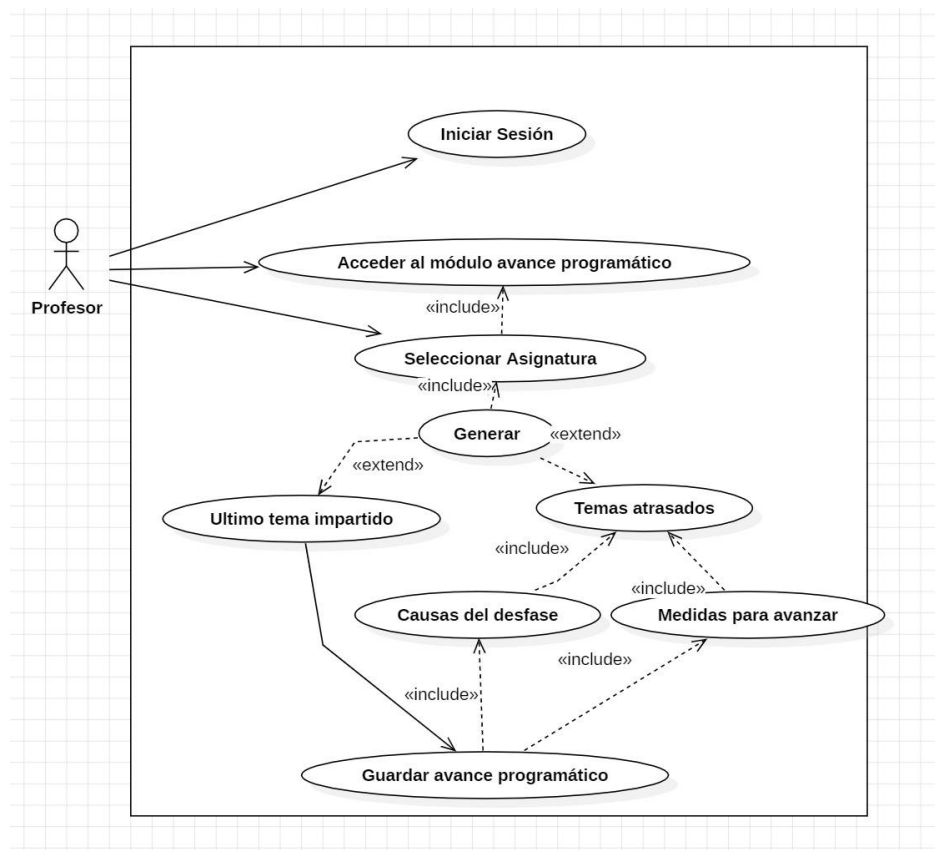 Iniciar Sesión
Acceder al módulo avance programático
Profesor
«include»
Seleccionar Asignatura
«include»
Generar
«extend»
«extend»
Temas atrasados
Ultimo tema impartido
«include»
«include»
Causas del desfase
Medidas para avanzar
«include»
«include»
Guardar avance programático